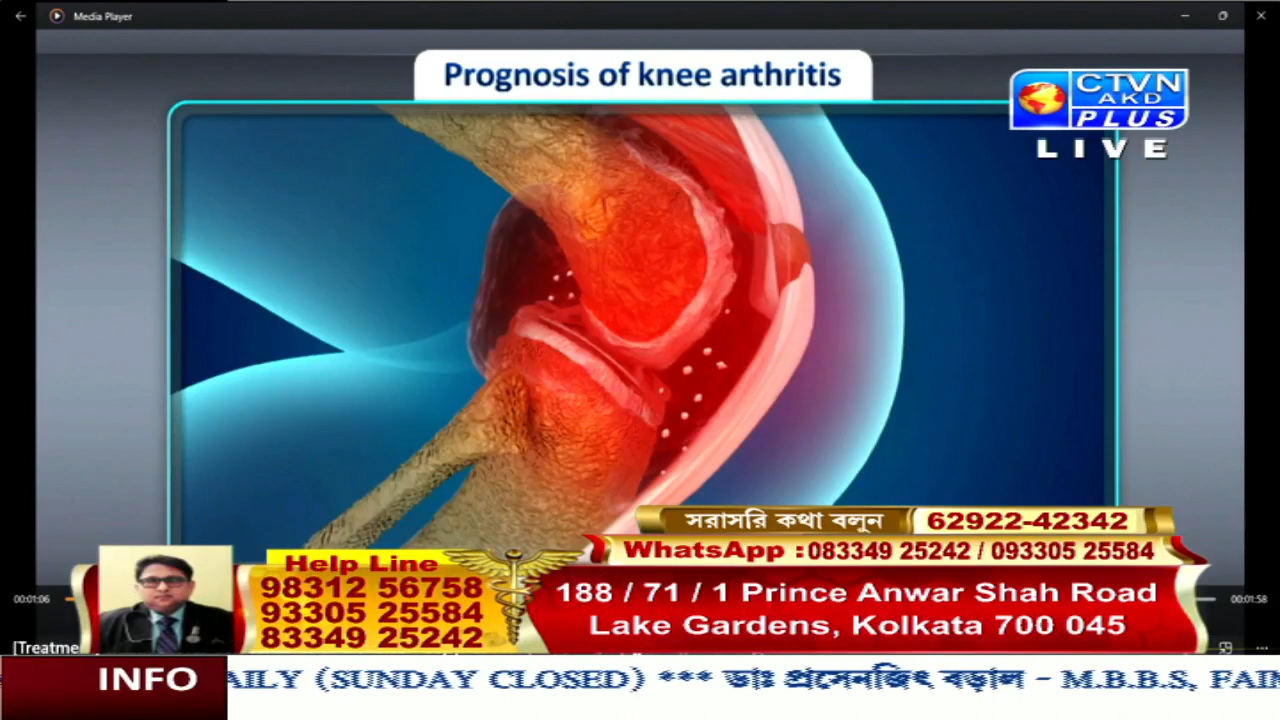 Media Player
Prognosis of knee arthritis
CTVN
AKD
PLUS
LIVE
সরাসরি কথা বলুন 62922-42342
WhatsApp : 083349 25242 / 093305 25584
Help Line
98312 56758
93305 25584
83349 25242
188 / 71 / 1 Prince Anwar Shah Road
Lake Gardens, Kolkata 700 045
00:01:06
00:01:58
[Treatme
INFO
AILY (SUNDAY CLOSED) *** ডাঃ প্রসেনজিৎ বড়াল - M.B.B.S, FAIN